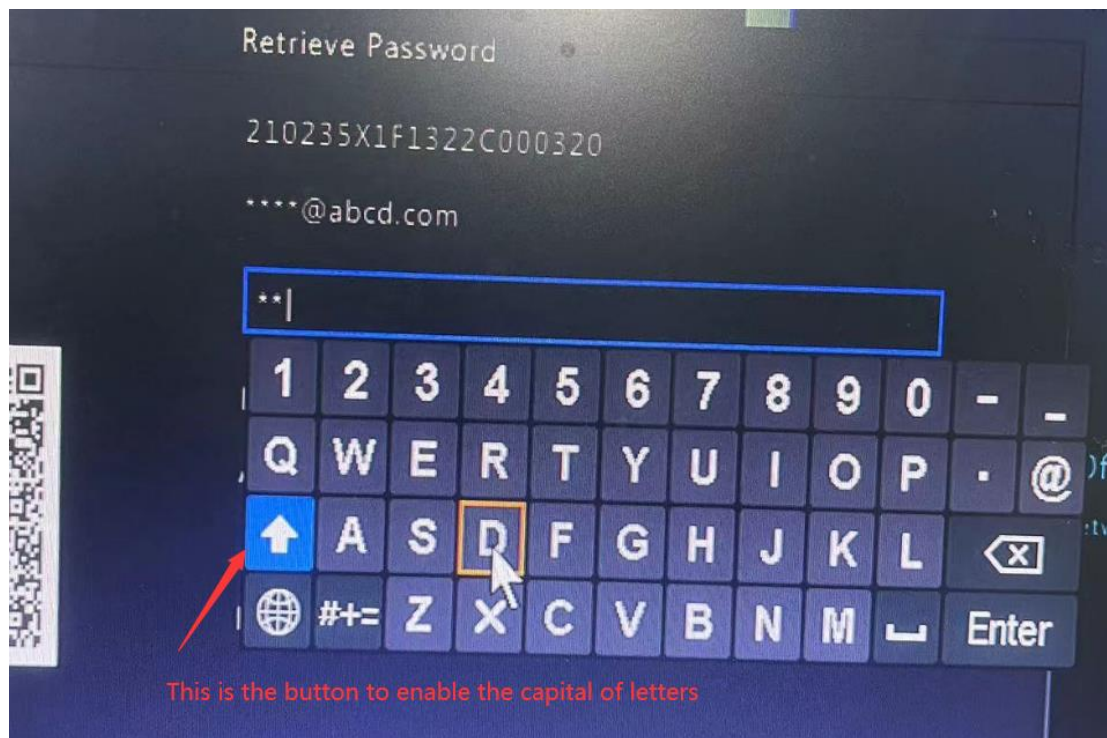 Retrieve Password
210235X1F1322C000320
****@abcd.com
**
1 2 3 4 5 6 7 8 9 0 - _
Q W E R T Y U I O P . @
A S D F G H J K L
#+= Z X C V B N M Enter
This is the button to enable the capital of letters